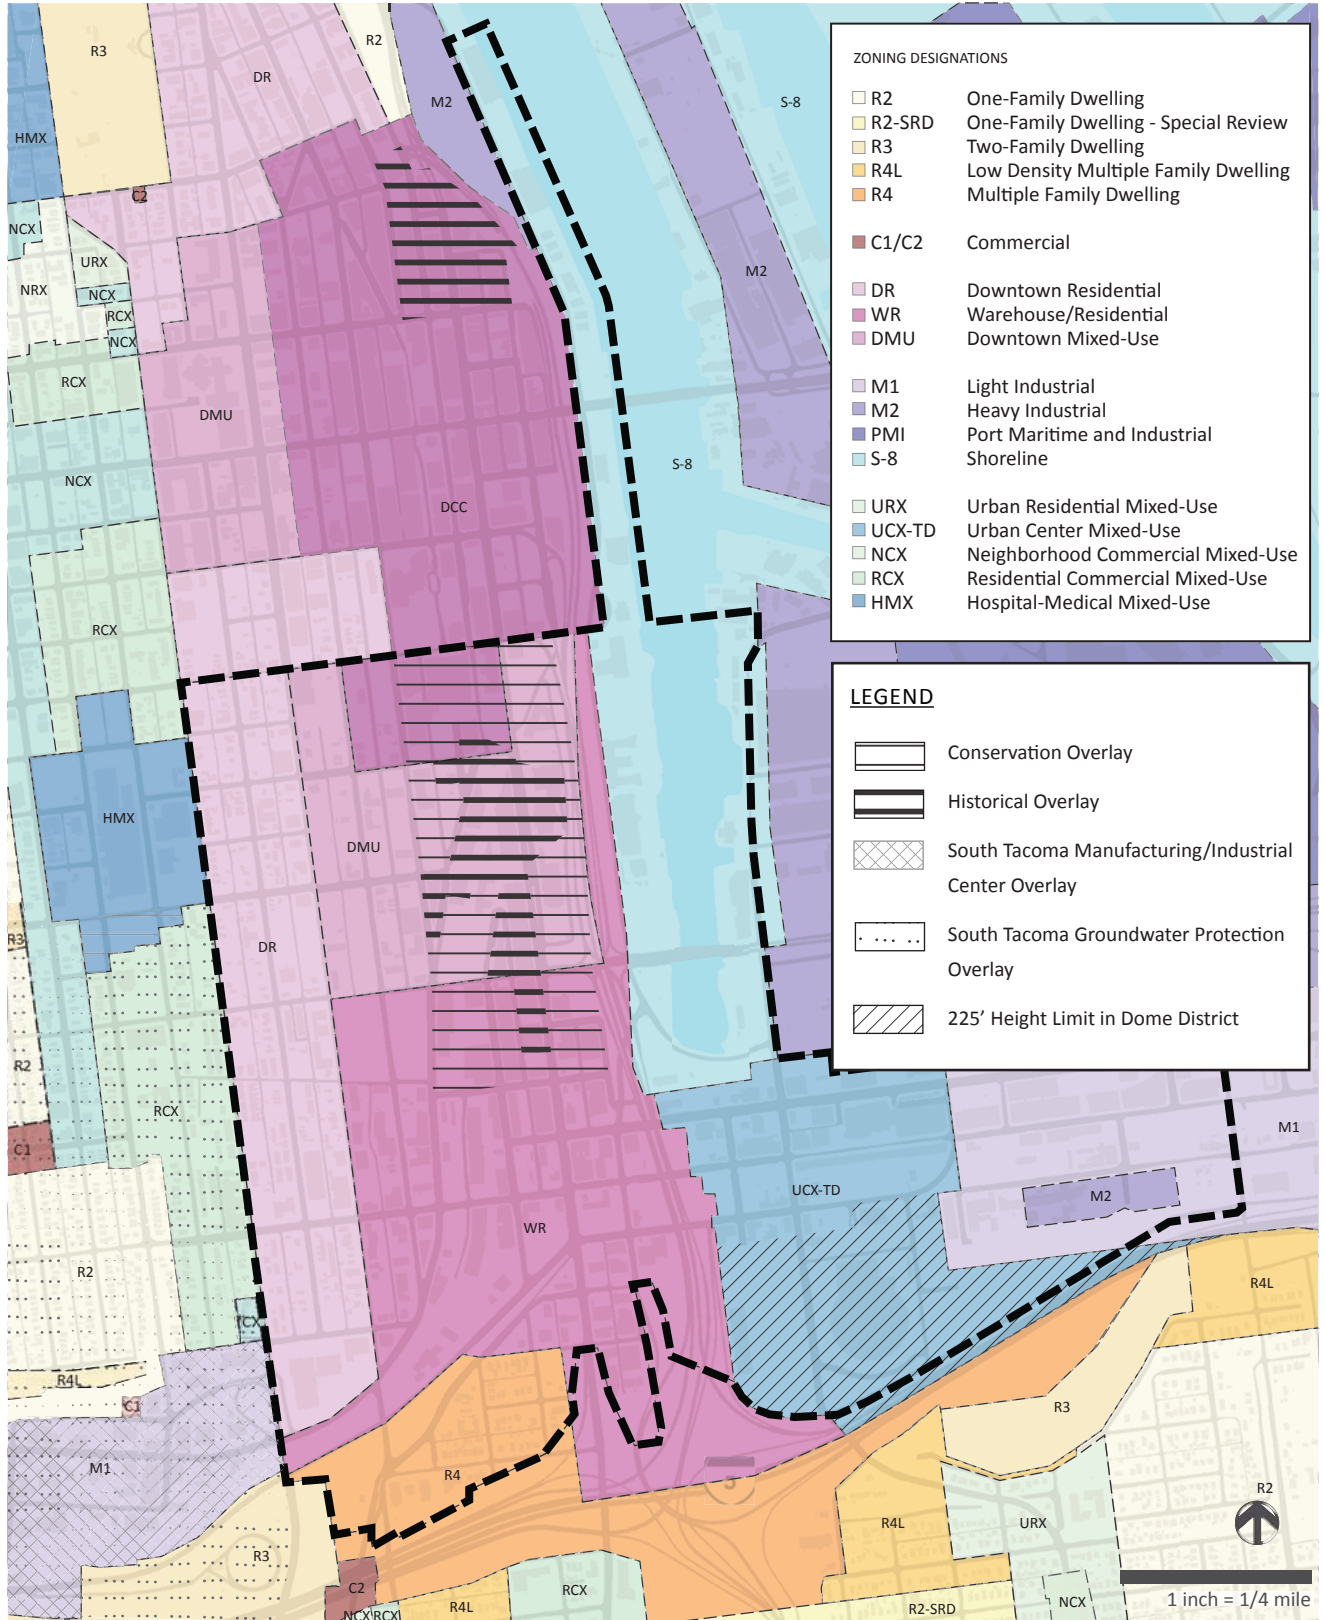 ZONING DESIGNATIONS
R2 One-Family Dwelling
R2-SRD One-Family Dwelling - Special Review
R3 Two-Family Dwelling
R4L Low Density Multiple Family Dwelling
R4 Multiple Family Dwelling
C1/C2 Commercial
DR Downtown Residential
WR Warehouse/Residential
DMU Downtown Mixed-Use
M1 Light Industrial
M2 Heavy Industrial
PMI Port Maritime and Industrial
S-8 Shoreline
URX Urban Residential Mixed-Use
UCX-TD Urban Center Mixed-Use
NCX Neighborhood Commercial Mixed-Use
RCX Residential Commercial Mixed-Use
HMX Hospital-Medical Mixed-Use
LEGEND
Conservation Overlay
Historical Overlay
South Tacoma Manufacturing/Industrial
Center Overlay
South Tacoma Groundwater Protection
Overlay
225' Height Limit in Dome District
R2
R3
DR
M2
S-8
HMX
C2
NCX
URX
NRX
NCX
RCX
NCX
M2
RCX
DMU
S-8
NCX
DCC
RCX
HMX
DMU
R3
DR
R2
RCX
C1
M1
UCX-TD
M2
WR
R2
R4L
CX
R4L
C1
R3
M1
R4
5
R2
R4L
URX
R3
C2
RCX
NCX
RCX
R4L
R2-SRD
NCX
1 inch = 1/4 mile